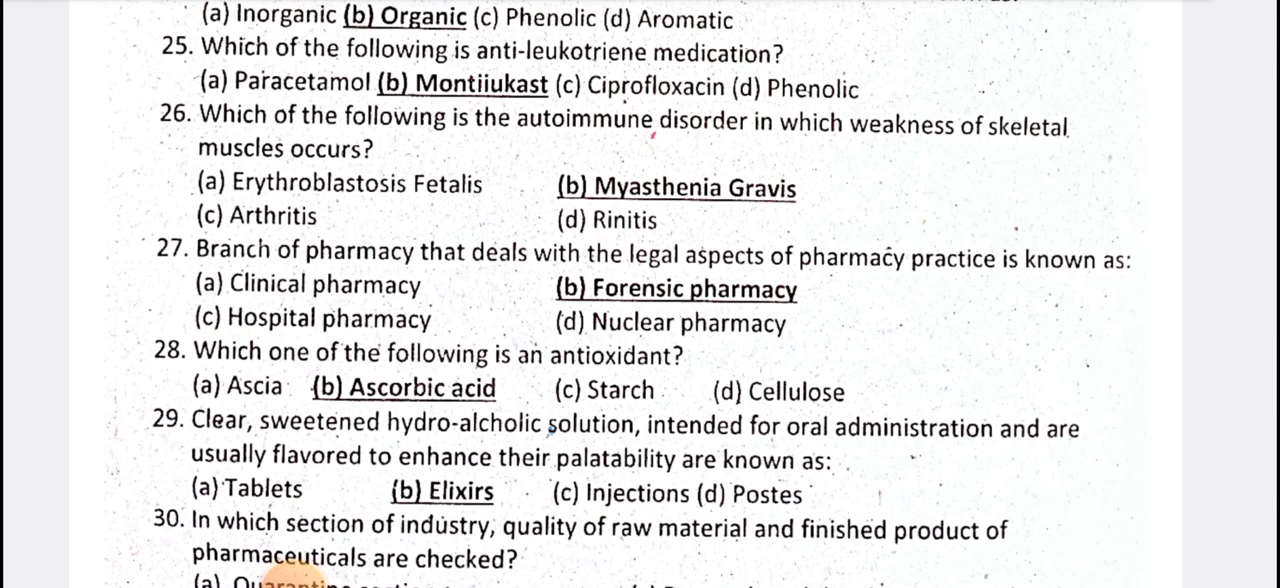 (a) Inorganic (b) Organic (c) Phenolic (d) Aromatic
25. Which of the following is anti-leukotriene medication?
(a) Paracetamol (b) Montiiukast (c) Ciprofloxacin (d) Phenolic
26. Which of the following is the autoimmune disorder in which weakness of skeletal
muscles occurs?
(a) Erythroblastosis Fetalis (b) Myasthenia Gravis
(c) Arthritis (d) Rinitis
27. Branch of pharmacy that deals with the legal aspects of pharmacy practice is known as:
(a) Clinical pharmacy (b) Forensic pharmacy
(c) Hospital pharmacy (d) Nuclear pharmacy
28. Which one of the following is an antioxidant?
(a) Ascia (b) Ascorbic acid (c) Starch (d) Cellulose
29. Clear, sweetened hydro-alcholic solution, intended for oral administration and are
usually flavored to enhance their palatability are known as:
(a) Tablets (b) Elixirs (c) Injections (d) Postes
30. In which section of industry, quality of raw material and finished product of
pharmaceuticals are checked?
(a)